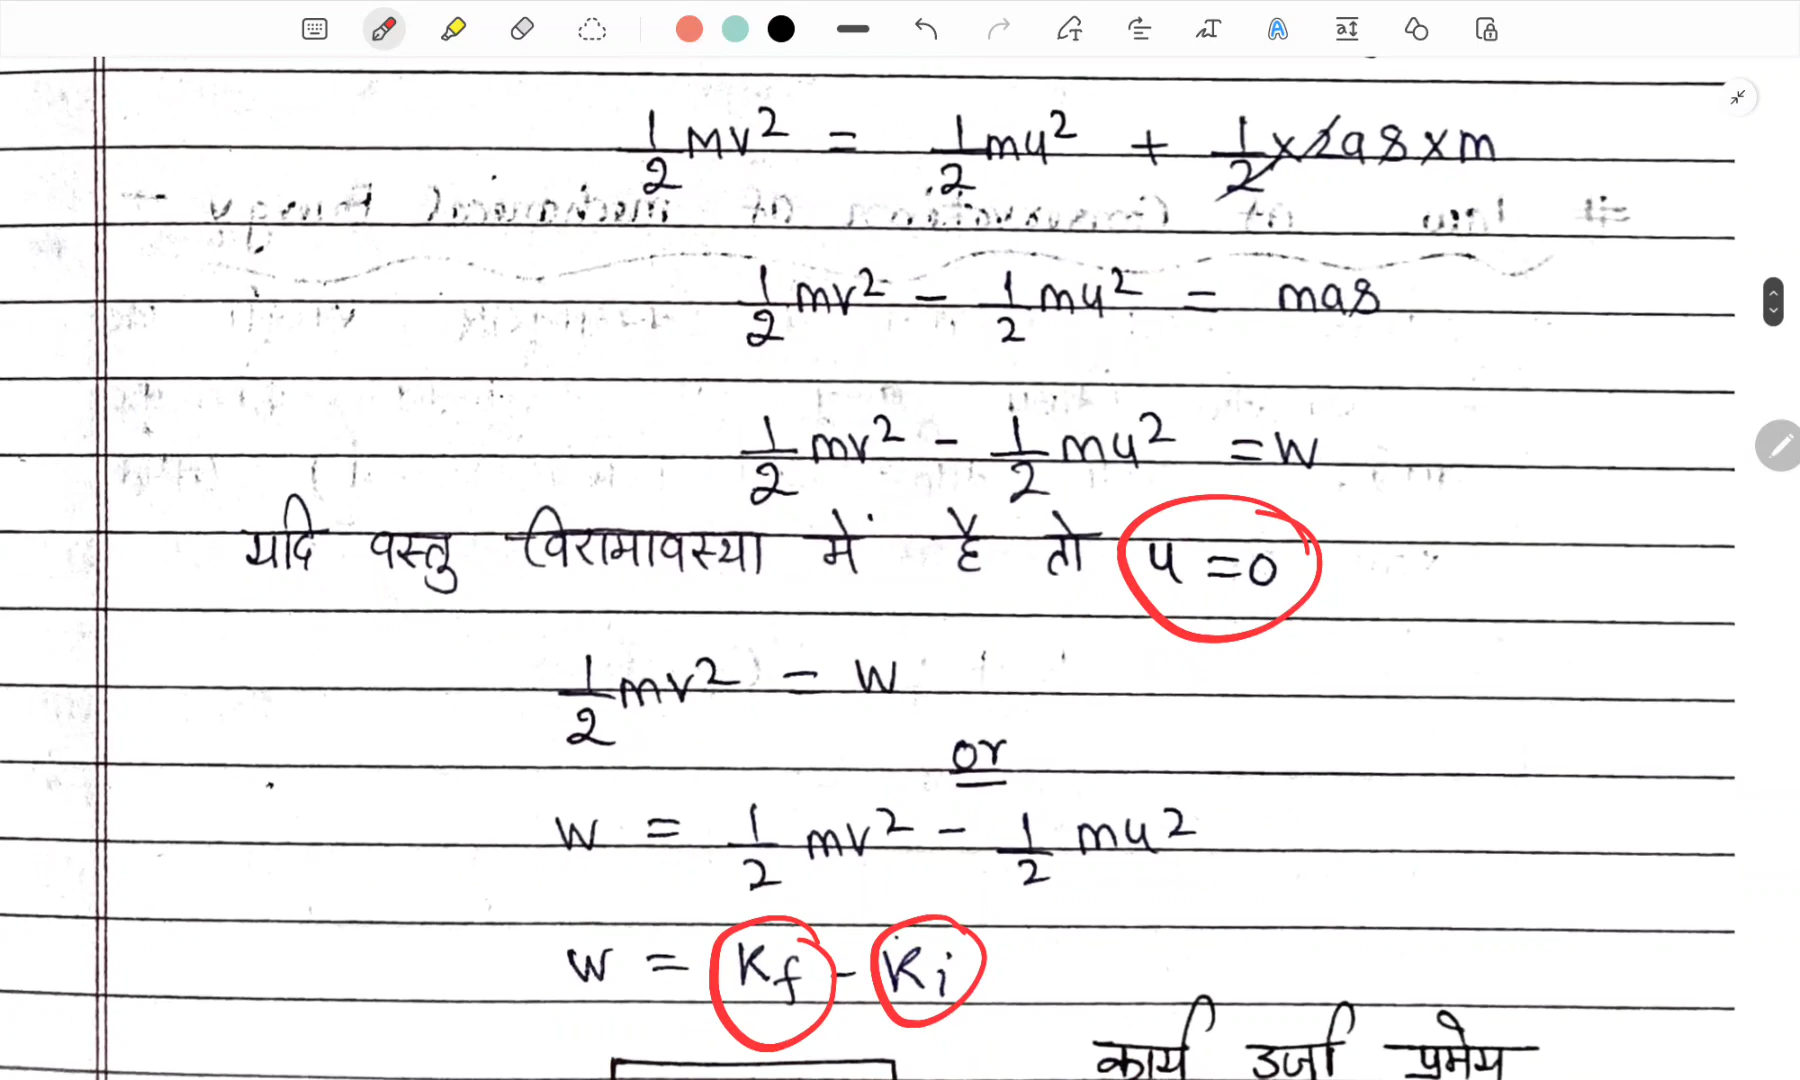 1/2 mv² = 1/2 mu² + 1/2 × 2as × m
1/2 mv² - 1/2 mu² = mas
1/2 mv² - 1/2 mu² = W
यदि वस्तु विरामावस्था में है तो u = 0
1/2 mv² = W
or
W = 1/2 mv² - 1/2 mu²
W = Kf - Ki
कार्य उर्जा प्रमेय